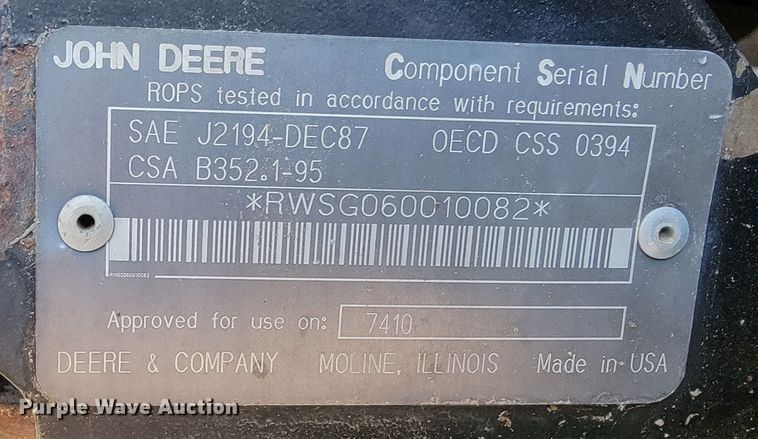 JOHN DEERE Component Serial Number
ROPS tested in accordance with requirements:
SAE J2194-DEC87 OECD CSS 0394
CSA B352.1-95
*RWSG060010082*
RWSG060010082
Approved for use on: 7410
DEERE & COMPANY MOLINE, ILLINOIS Made in USA
Purple Wave Auction